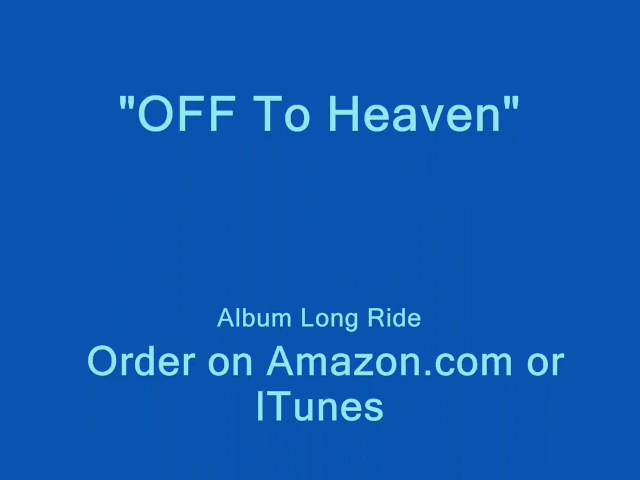 "OFF To Heaven"
Album Long Ride
Order on Amazon.com or
ITunes